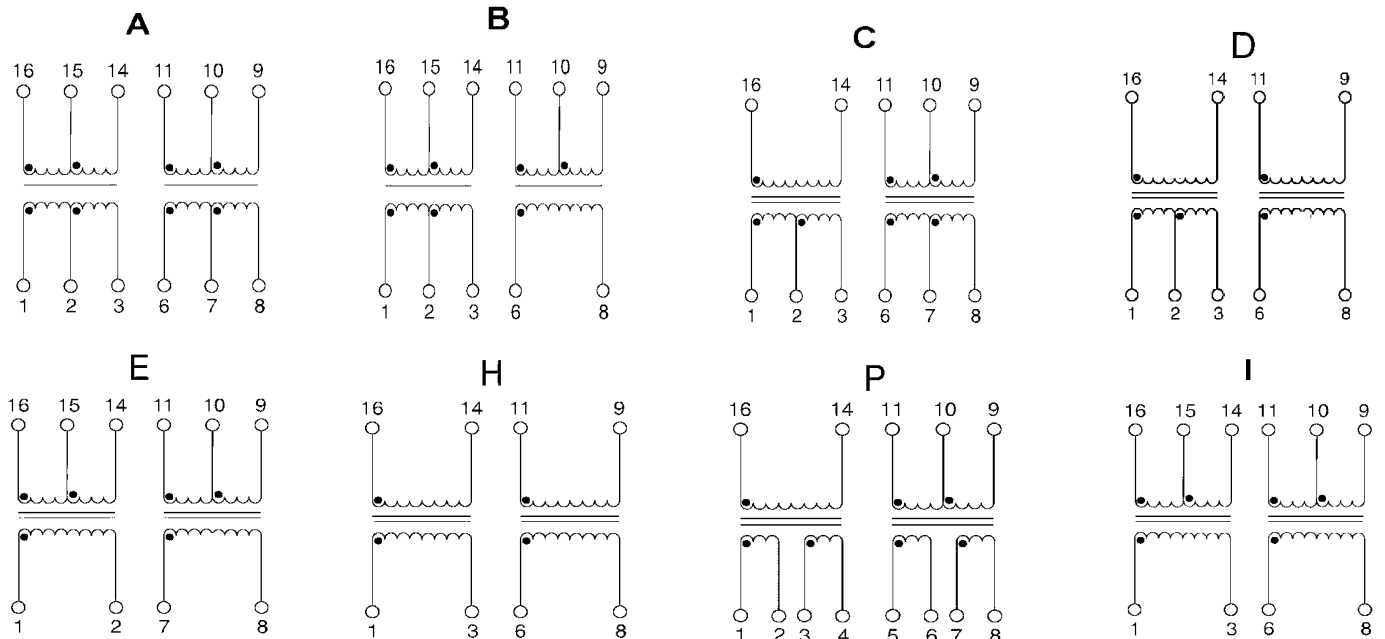 A
B
C
D
16 15 14 11 10 9
16 15 14 11 10 9
16 14 11 10 9
16 14 11 9
1 2 3 6 7 8
1 2 3 6 8
1 2 3 6 7 8
1 2 3 6 8
E
H
P
I
16 15 14 11 10 9
16 14 11 9
16 14 11 10 9
16 15 14 11 10 9
1 2 7 8
1 3 6 8
1 2 3 4 5 6 7 8
1 3 6 8